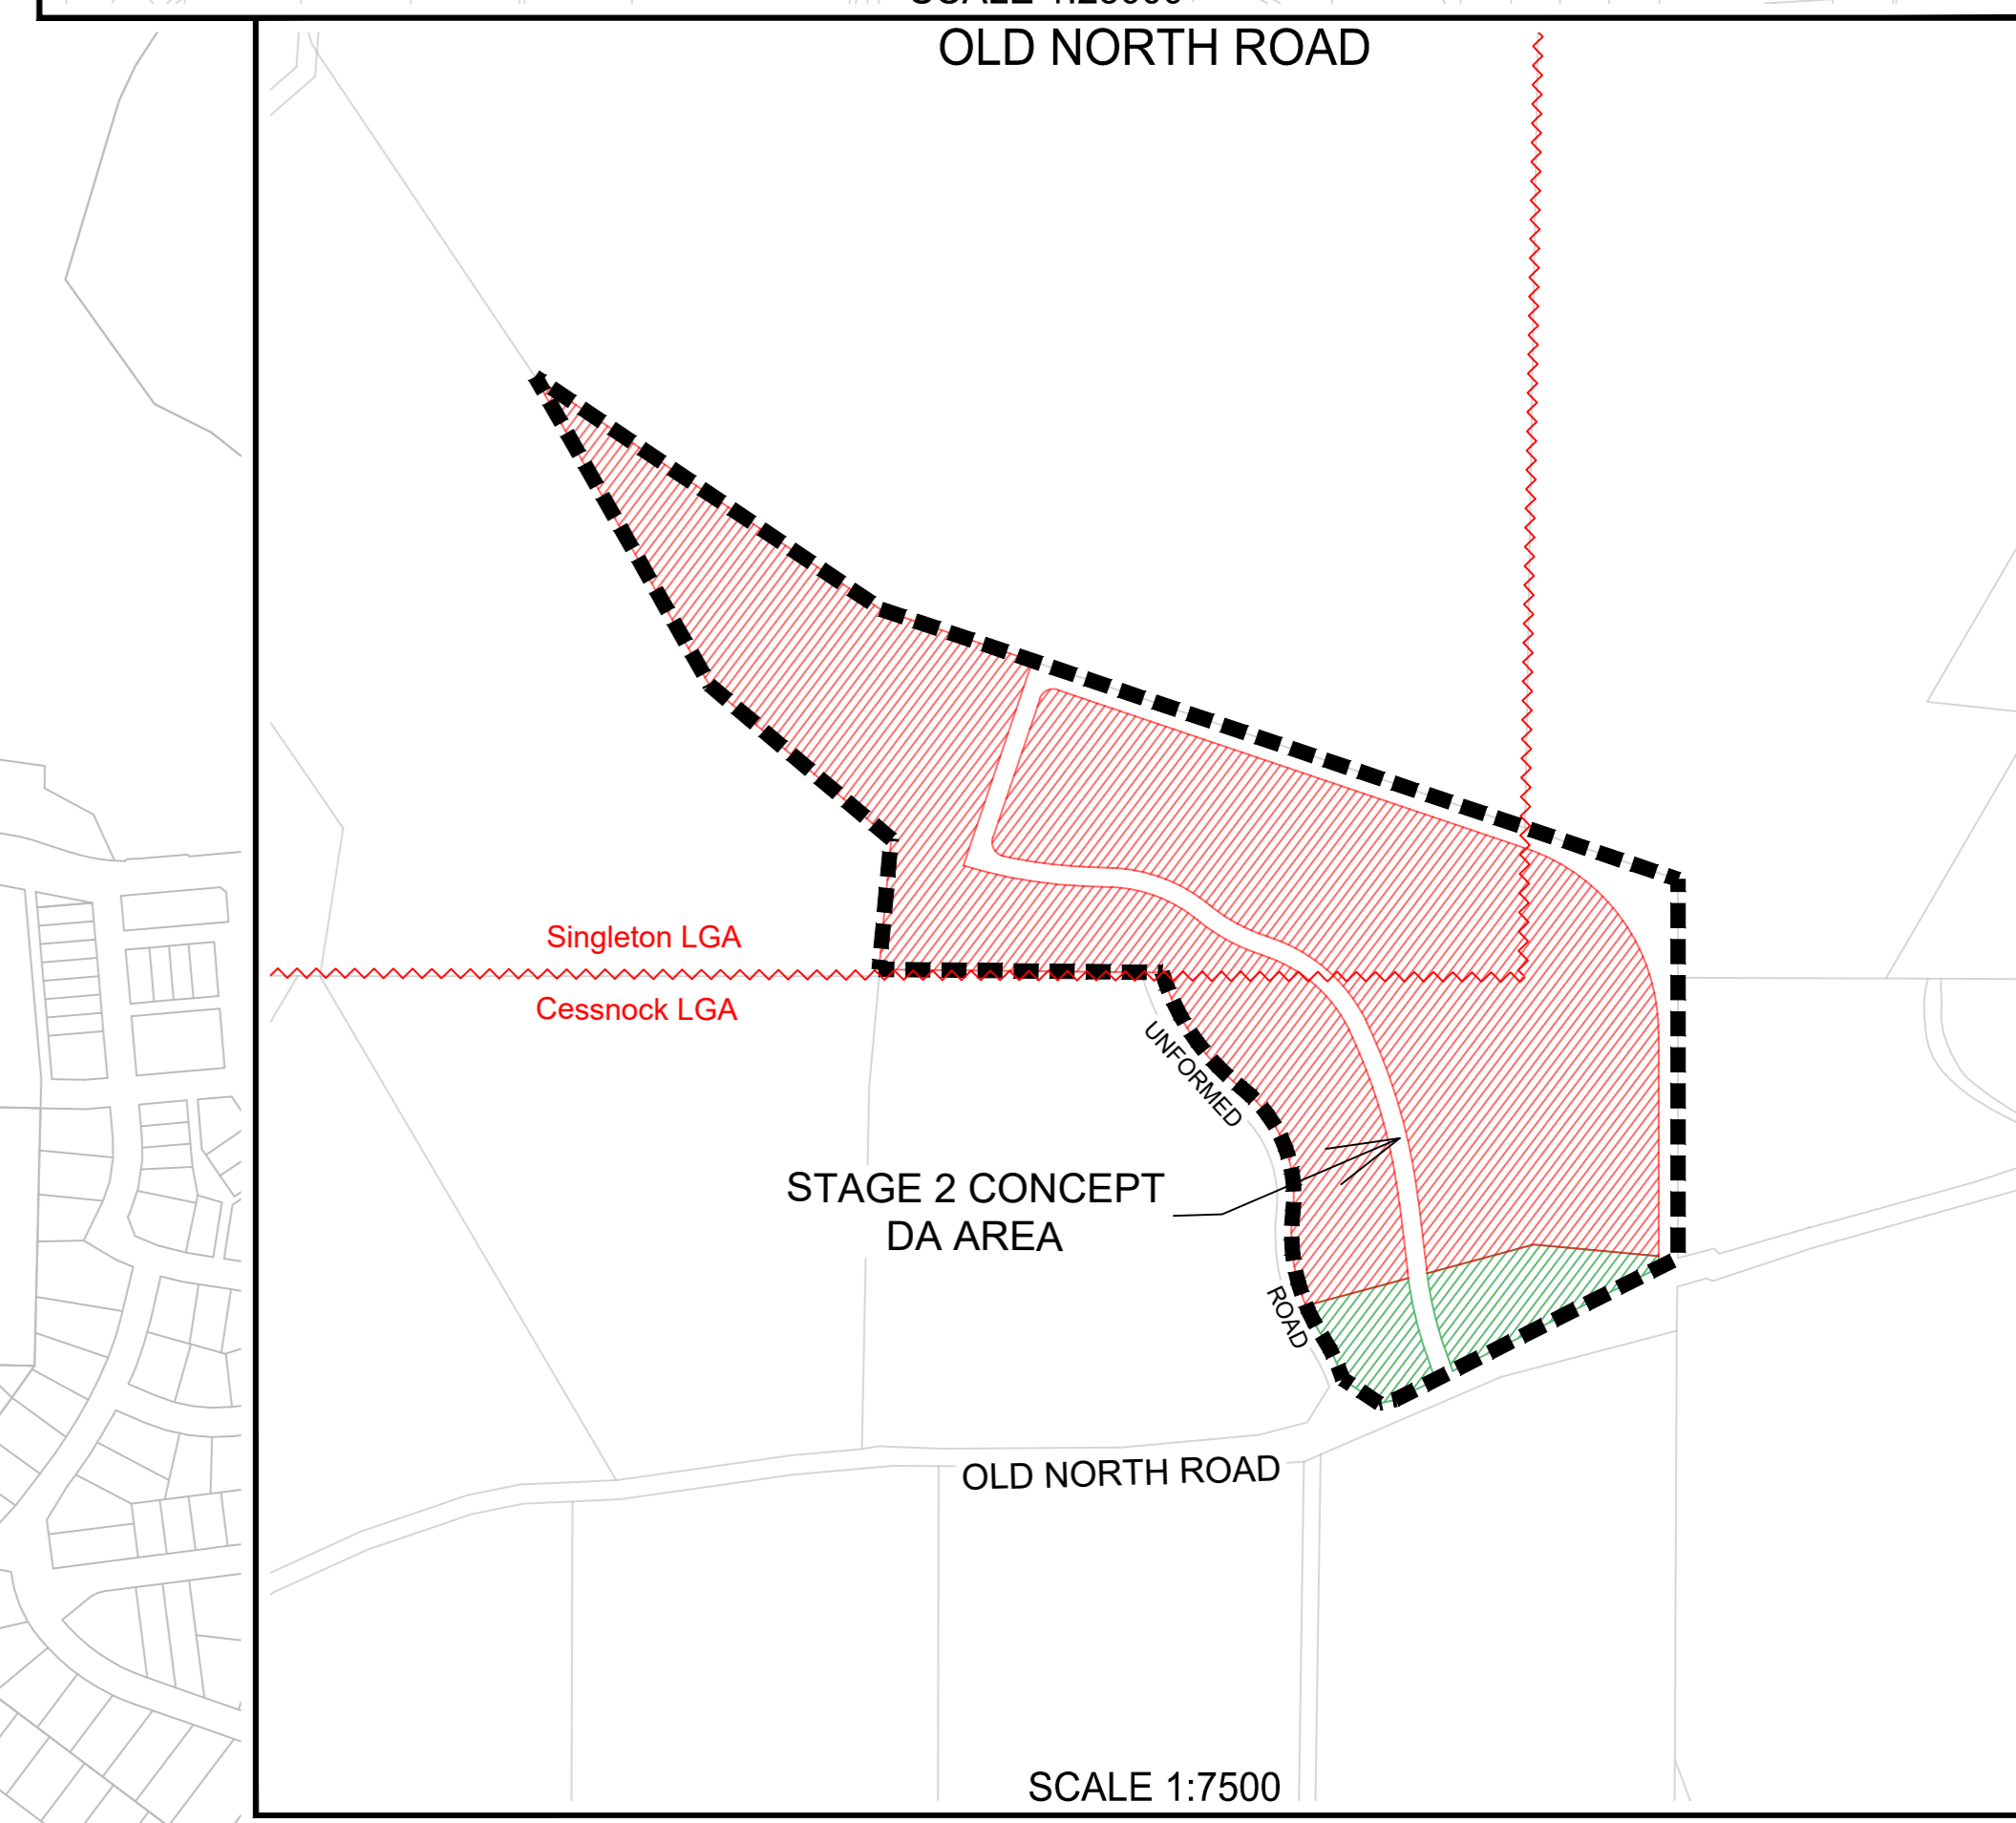 OLD NORTH ROAD
Singleton LGA
Cessnock LGA
UNFORMED
STAGE 2 CONCEPT
DA AREA
ROAD
OLD NORTH ROAD
SCALE 1:7500